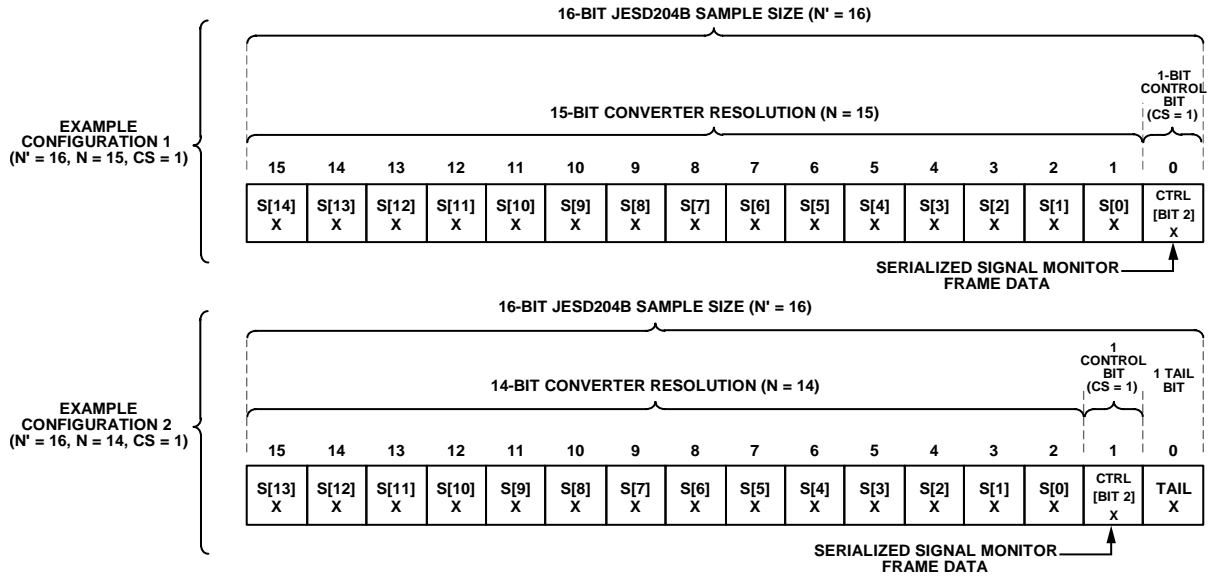 16-BIT JESD204B SAMPLE SIZE (N' = 16)
1-BIT
CONTROL
BIT
(CS = 1)
15-BIT CONVERTER RESOLUTION (N = 15)
EXAMPLE
CONFIGURATION 1
(N' = 16, N = 15, CS = 1)
15 14 13 12 11 10 9 8 7 6 5 4 3 2 1 0
S[14] S[13] S[12] S[11] S[10] S[9] S[8] S[7] S[6] S[5] S[4] S[3] S[2] S[1] S[0] CTRL
[BIT 2]
X X X X X X X X X X X X X X X X
SERIALIZED SIGNAL MONITOR
FRAME DATA
16-BIT JESD204B SAMPLE SIZE (N' = 16)
1
CONTROL
BIT
(CS = 1)
1 TAIL
BIT
14-BIT CONVERTER RESOLUTION (N = 14)
EXAMPLE
CONFIGURATION 2
(N' = 16, N = 14, CS = 1)
15 14 13 12 11 10 9 8 7 6 5 4 3 2 1 0
S[13] S[12] S[11] S[10] S[9] S[8] S[7] S[6] S[5] S[4] S[3] S[2] S[1] S[0] CTRL TAIL
[BIT 2]
X X X X X X X X X X X X X X X X
SERIALIZED SIGNAL MONITOR
FRAME DATA